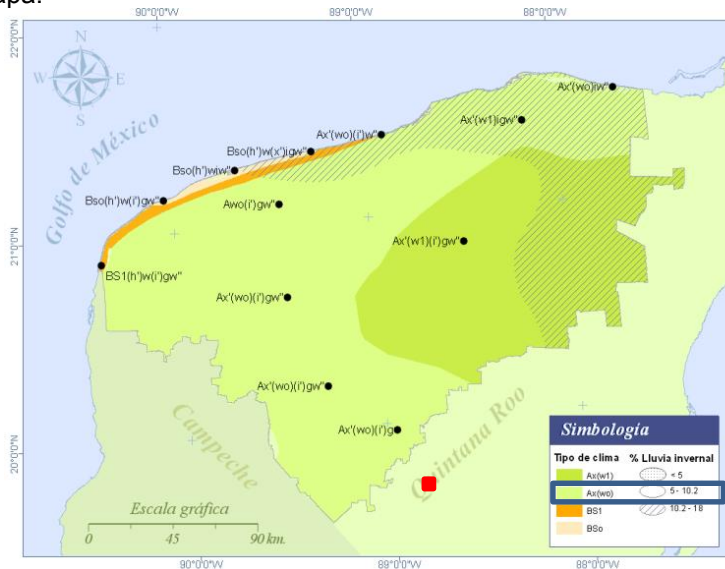 apa:
90°0'0"W 89°0'0"W 88°0'0"W
22°0'0"N
N
W E
S
Golfo de México
Ax'(wo)iw"
Ax'(w1)igw"
Ax'(wo)(i')w"
Bso(h')w(x')igw"
Bso(h')wiw"
Bso(h')w(i')gw"
Awo(i')gw"
21°0'0"N
Ax'(w1)(i')gw"
BS1(h')w(i')gw"
Ax'(wo)(i')gw"
Ax'(wo)(i')gw"
Ax'(wo)(i')g
Campeche
Quintana Roo
20°0'0"N
Simbología
Tipo de clima % Lluvia invernal
Ax(w1) < 5
Ax(wo) 5 - 10.2
BS1 10.2 - 18
BSo
Escala gráfica
0 45 90 km.
90°0'0"W 89°0'0"W 88°0'0"W